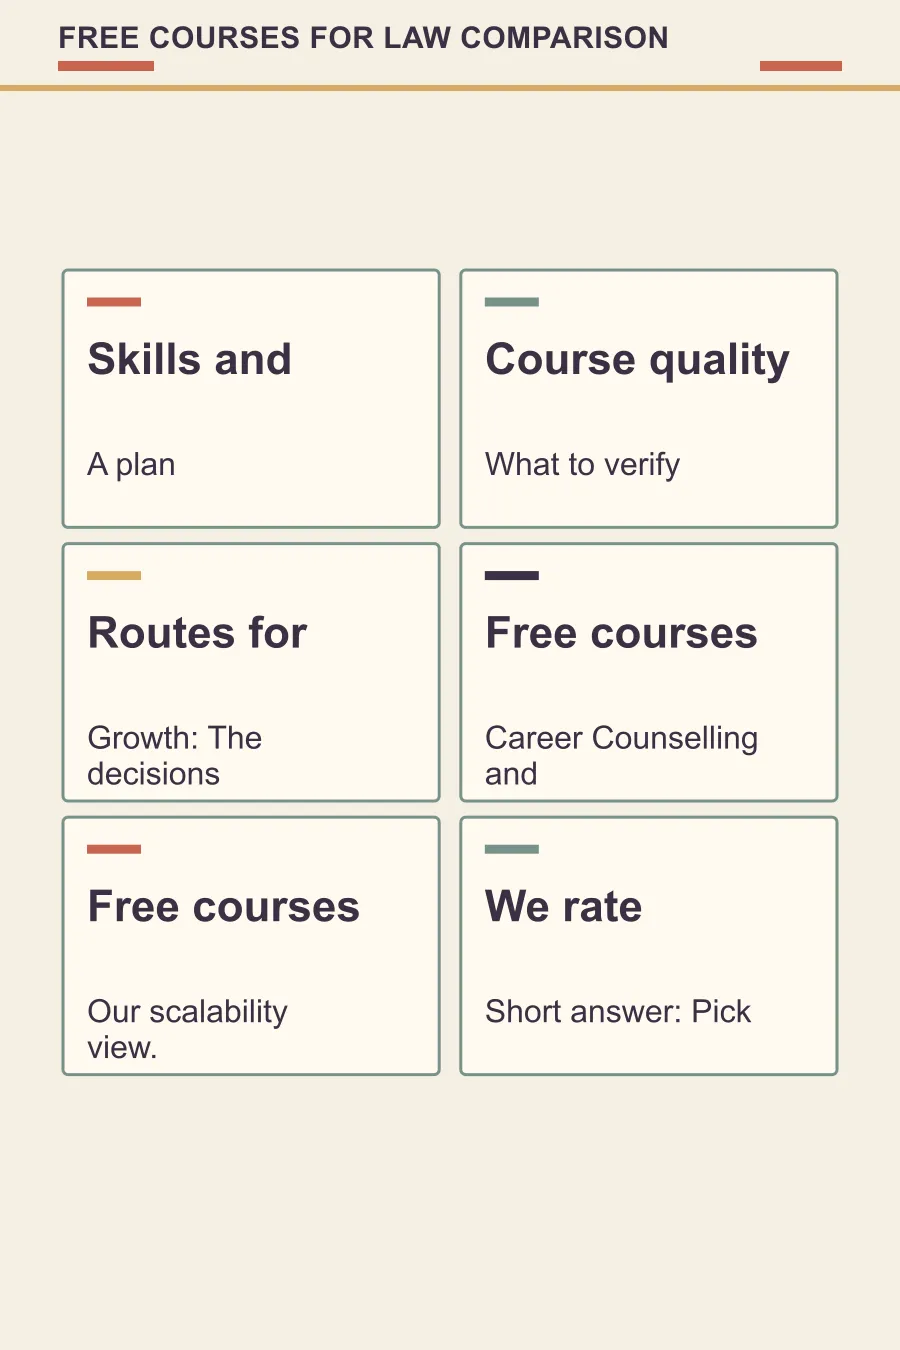 FREE COURSES FOR LAW COMPARISON
Skills and
A plan
Course quality
What to verify
Routes for
Growth: The
decisions
Free courses
Career Counselling
and
Free courses
Our scalability
view.
We rate
Short answer: Pick